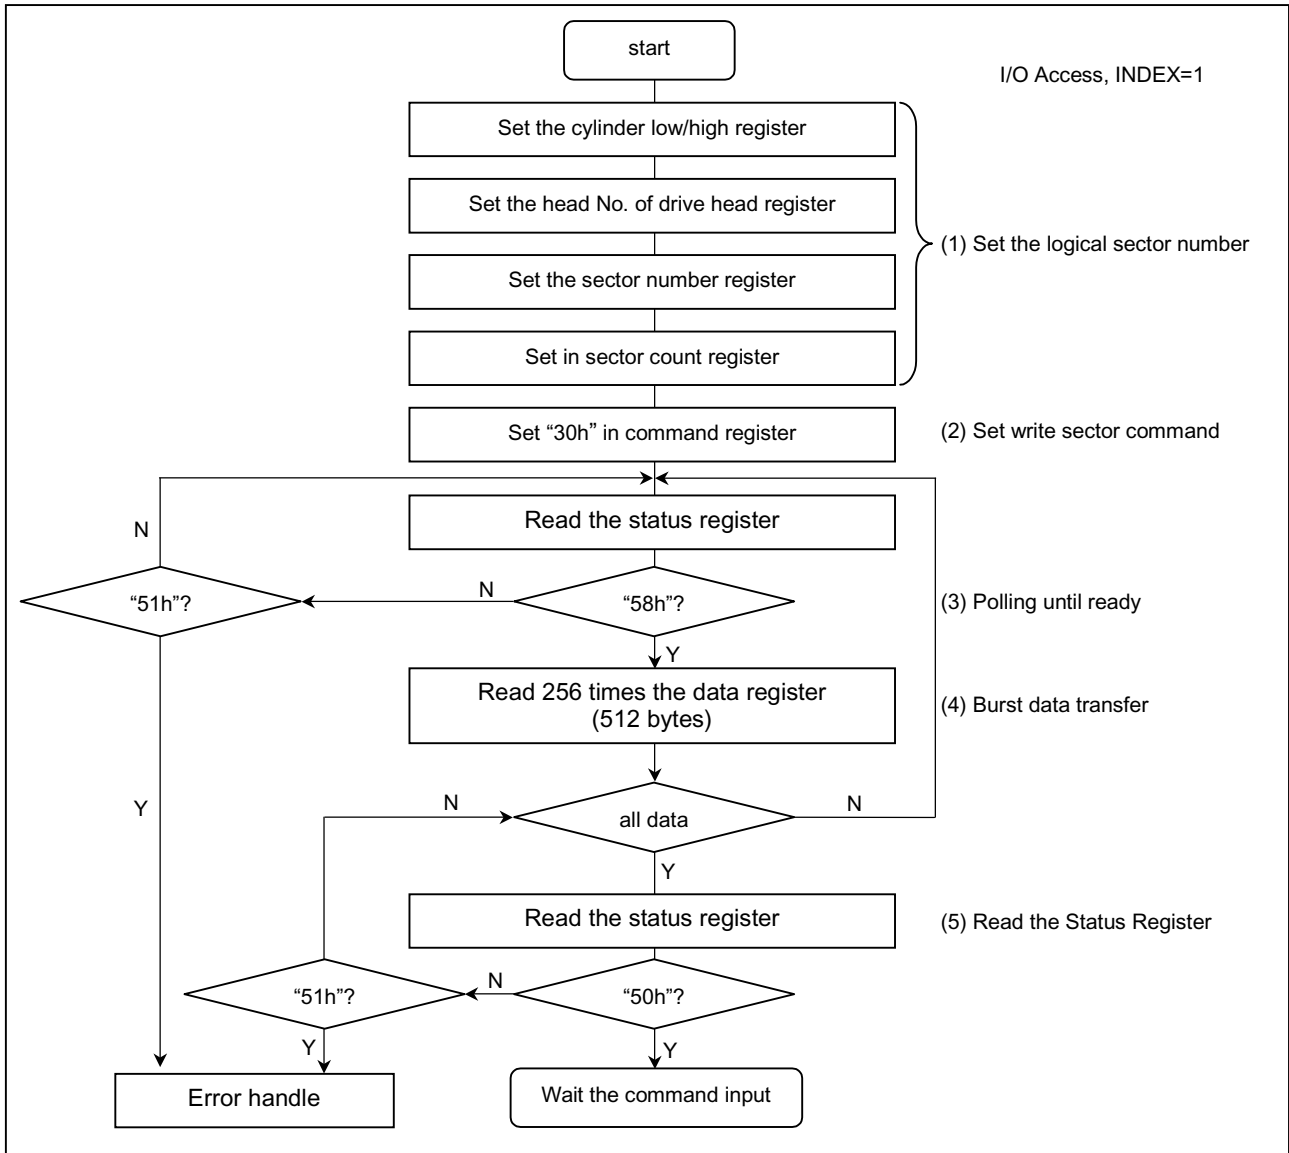 start
I/O Access, INDEX=1
Set the cylinder low/high register
Set the head No. of drive head register
(1) Set the logical sector number
Set the sector number register
Set in sector count register
Set “30h” in command register
(2) Set write sector command
Read the status register
N
“51h”?
N
“58h”?
(3) Polling until ready
Y
Read 256 times the data register
(512 bytes)
(4) Burst data transfer
Y
N
all data
N
Y
Read the status register
(5) Read the Status Register
“51h”?
N
“50h”?
Y
Y
Error handle
Wait the command input